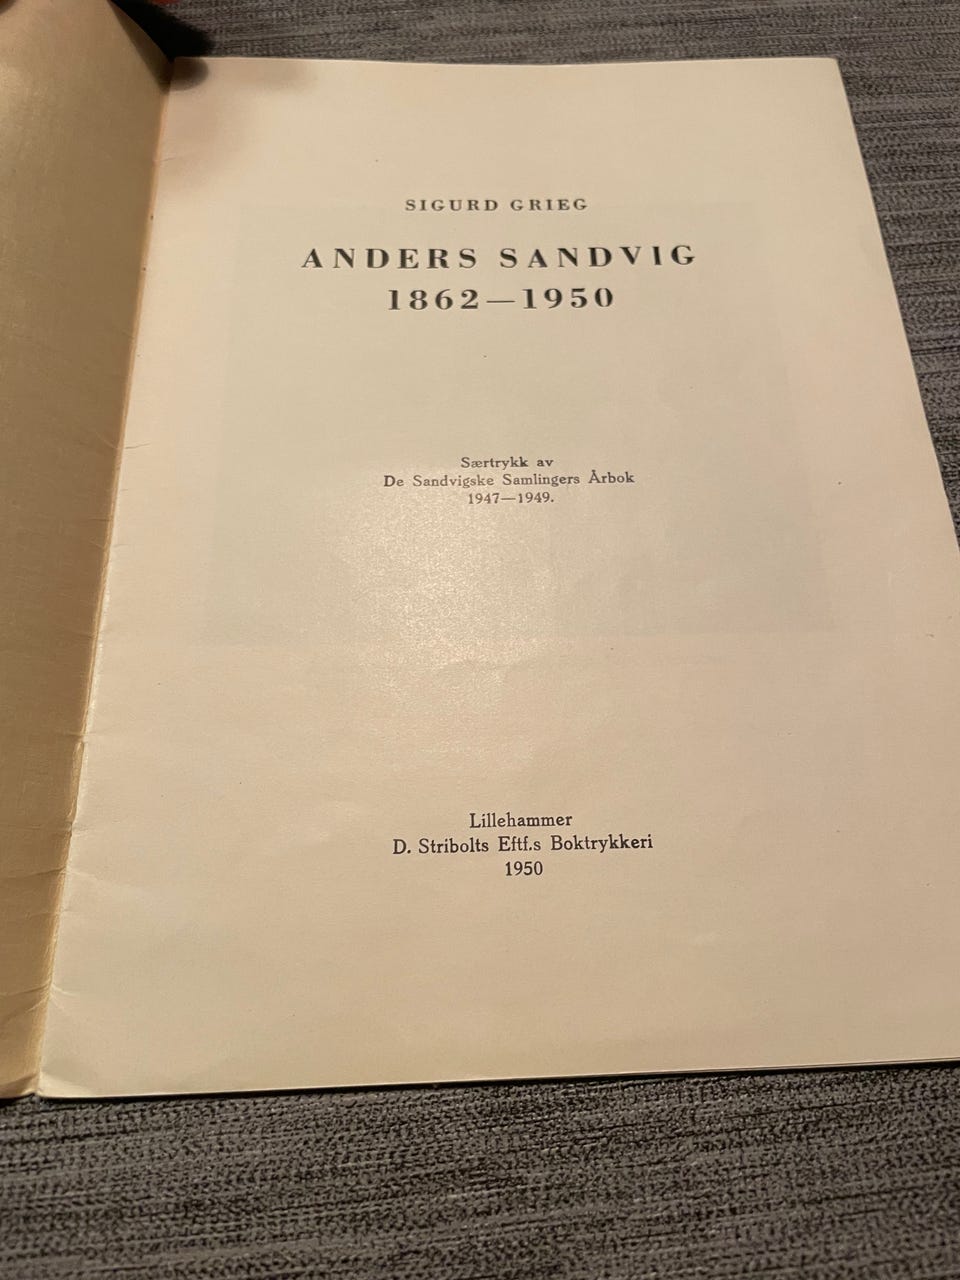 SIGURD GRIEG
ANDERS SANDVIG
1862—1950
Særtrykk av
De Sandvigske Samlingers Årbok
1947—1949.
Lillehammer
D. Stribolts Eftf.s Boktrykkeri
1950